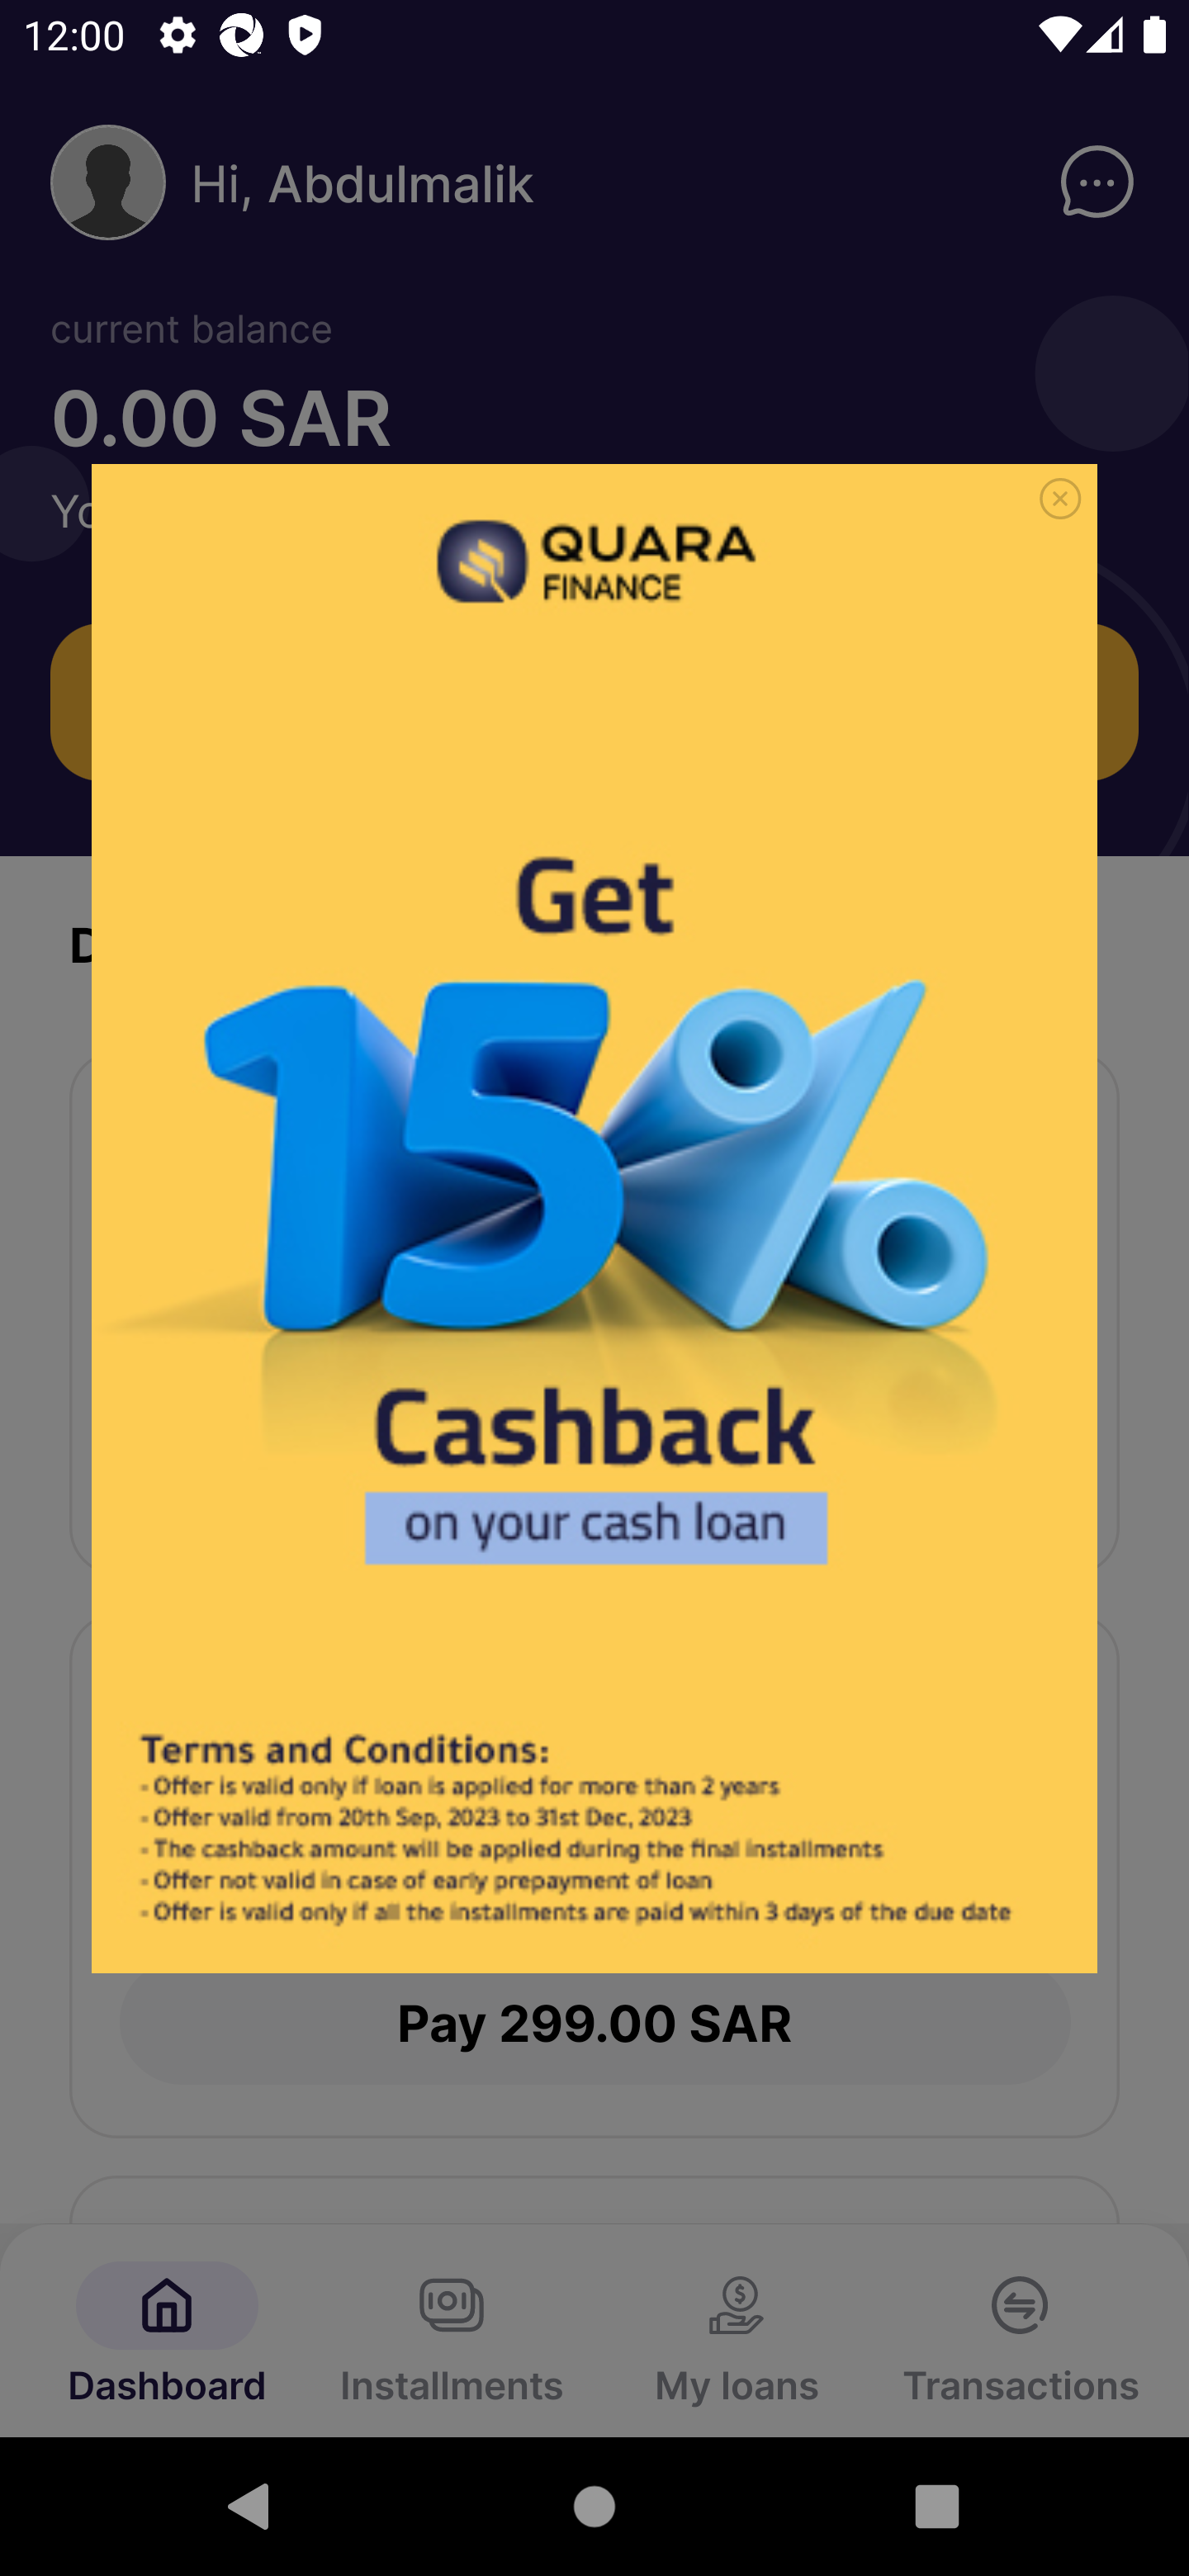 12:00
Hi, Abdulmalik
current balance
0.00 SAR
QUARA
FINANCE
Get
15%
Cashback
on your cash loan
Terms and Conditions:
- Offer is valid only if loan is applied for more than 2 years
- Offer valid from 20th Sep, 2023 to 31st Dec, 2023
- The cashback amount will be applied during the final installments
- Offer not valid in case of early prepayment of loan
- Offer is valid only if all the installments are paid within 3 days of the due date
Pay 299.00 SAR
Dashboard
Installments
My loans
Transactions